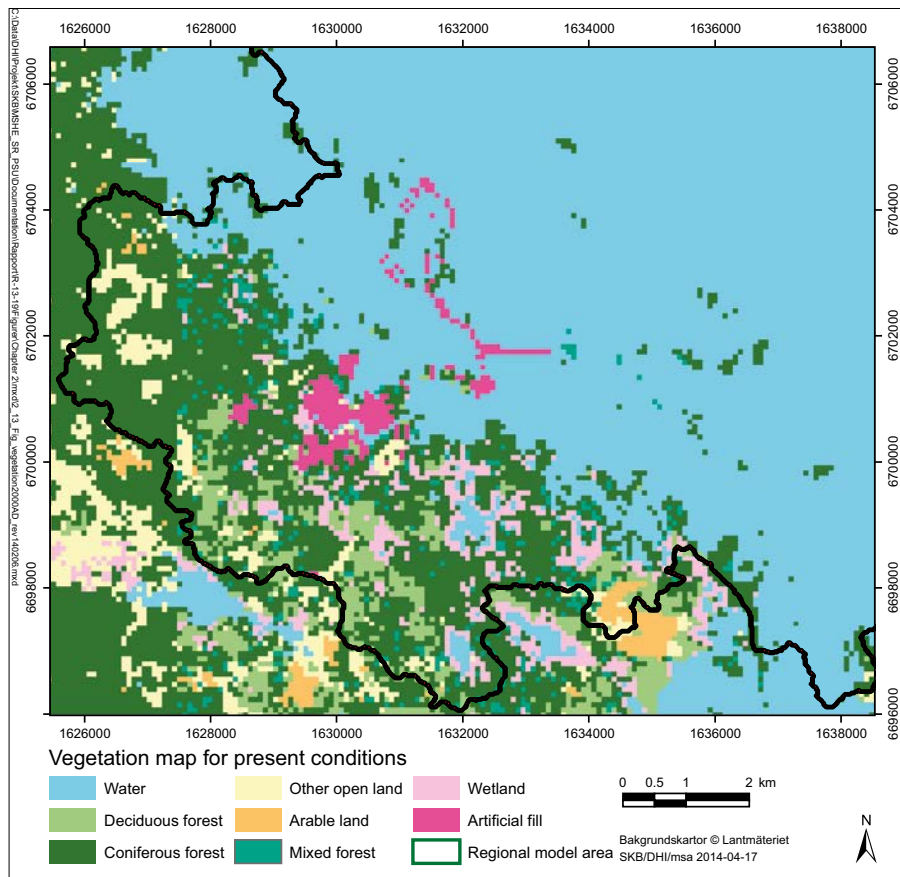 1626000 1628000 1630000 1632000 1634000 1636000 1638000
6706000 6706000
6704000 6704000
6702000 6702000
6700000 6700000
6698000 6698000
6696000
1626000 1628000 1630000 1632000 1634000 1636000 1638000
Vegetation map for present conditions
Water Other open land Wetland
Deciduous forest Arable land Artificial fill
Coniferous forest Mixed forest Regional model area
0 0.5 1 2 km
Bakgrundskartor © Lantmäteriet
SKB/DHI/msa 2014-04-17
N